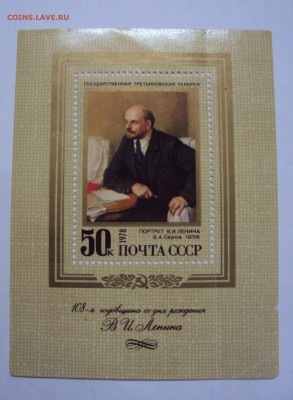 COINS.LAVE.RU
ГОСУДАРСТВЕННАЯ ТРЕТЬЯКОВСКАЯ ГАЛЕРЕЯ
ПОРТРЕТ В.И. ЛЕНИНА
В.А. Серов. 1956
50к 1978 ПОЧТА СССР
108-я годовщина со дня рождения
В. И. Ленина